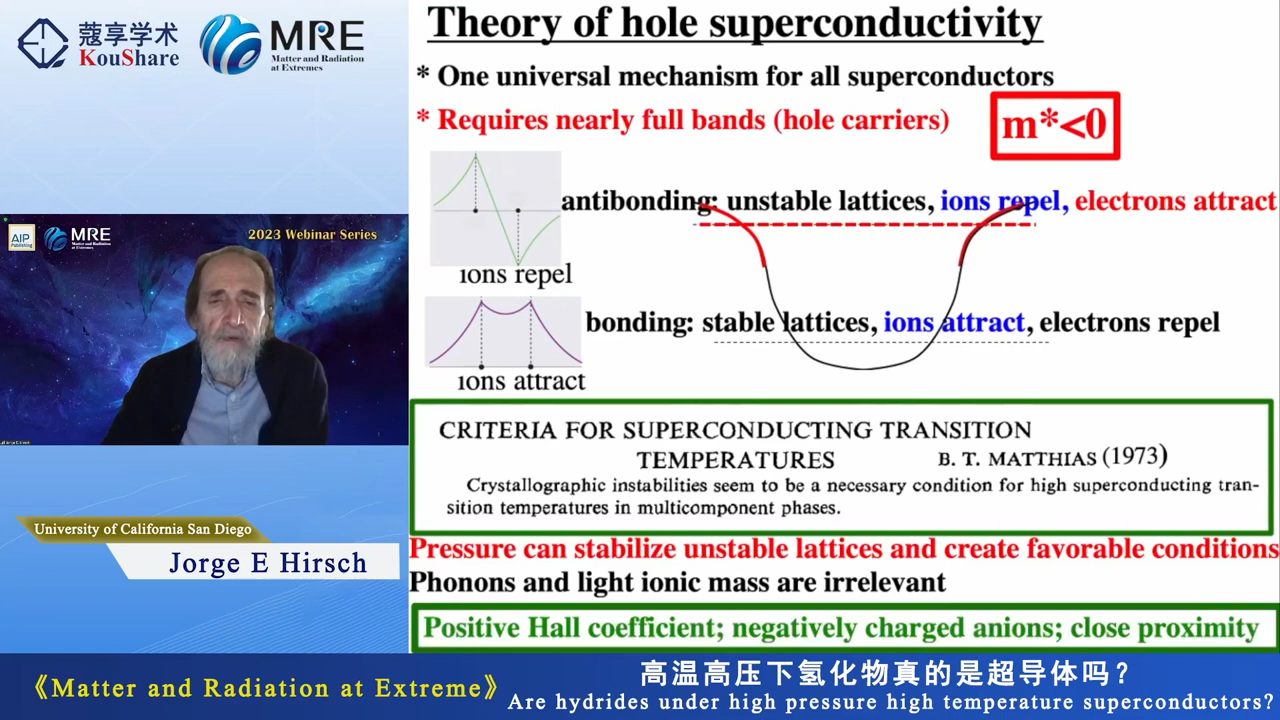 蔻享学术
KouShare
MRE
Matter and Radiation
at Extremes
AIP
Publishing
MRE
Matter and Radiation
at Extremes
2023 Webinar Series
University of California San Diego
Jorge E Hirsch
Theory of hole superconductivity
* One universal mechanism for all superconductors
* Requires nearly full bands (hole carriers)
m*<0
antibonding: unstable lattices, ions repel, electrons attract
ions repel
bonding: stable lattices, ions attract, electrons repel
ions attract
CRITERIA FOR SUPERCONDUCTING TRANSITION
TEMPERATURES B. T. MATTHIAS (1973)
Crystallographic instabilities seem to be a necessary condition for high superconducting tran-
sition temperatures in multicomponent phases.
Pressure can stabilize unstable lattices and create favorable conditions
Phonons and light ionic mass are irrelevant
Positive Hall coefficient; negatively charged anions; close proximity
《Matter and Radiation at Extreme》
高温高压下氢化物真的是超导体吗?
Are hydrides under high pressure high temperature superconductors?